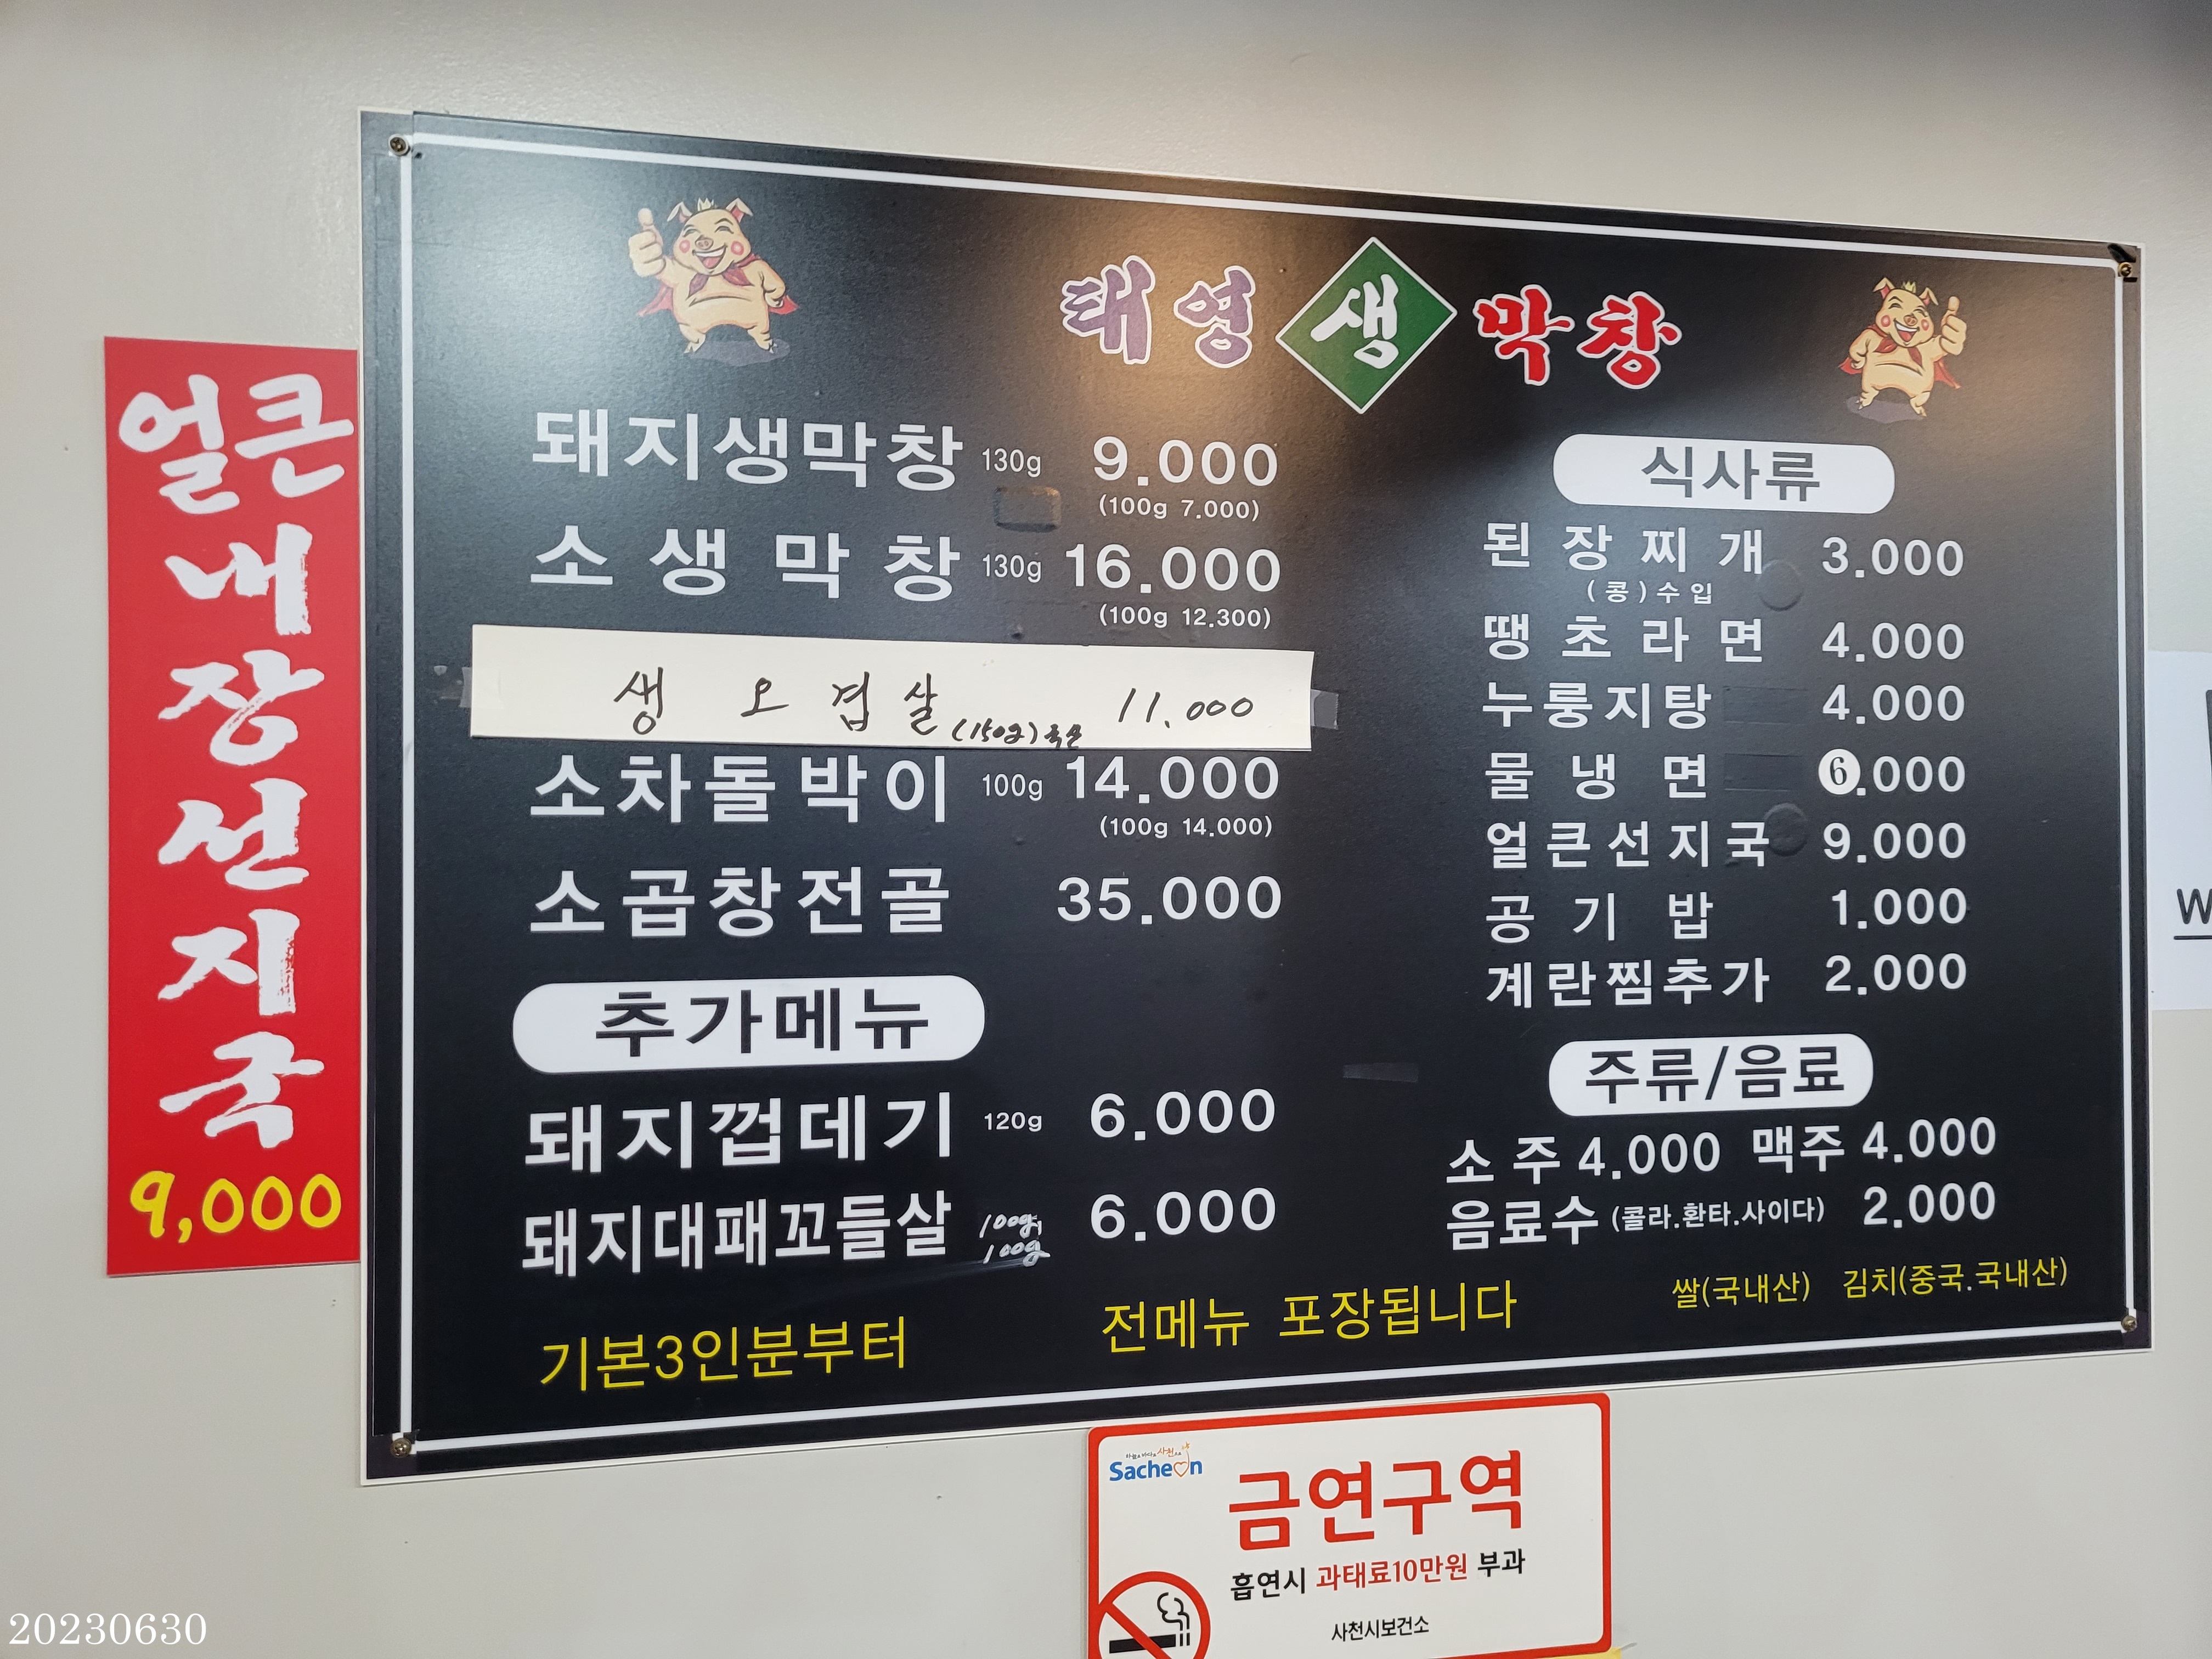 얼큰
내
장
선
지
국
9,000
태영생막창
돼지생막창 130g 9.000
(100g 7.000)
소생막창 130g 16.000
(100g 12.300)
생 오겹살 (150g) 11.000
소차돌박이 100g 14.000
(100g 14.000)
소곱창전골 35.000
추가메뉴
돼지껍데기 120g 6.000
돼지대패꼬들살 100g 100g 6.000
기본3인분부터
전메뉴 포장됩니다
식사류
된장찌개 3.000
(콩)수입
땡초라면 4.000
누룽지탕 4.000
물냉면 6.000
얼큰선지국 9.000
공기밥 1.000
계란찜추가 2.000
주류/음료
소주 4.000 맥주 4.000
음료수 (콜라.환타.사이다) 2.000
쌀(국내산) 김치(중국.국내산)
Sacheon
금연구역
흡연시 과태료10만원 부과
사천시보건소
W
20230630